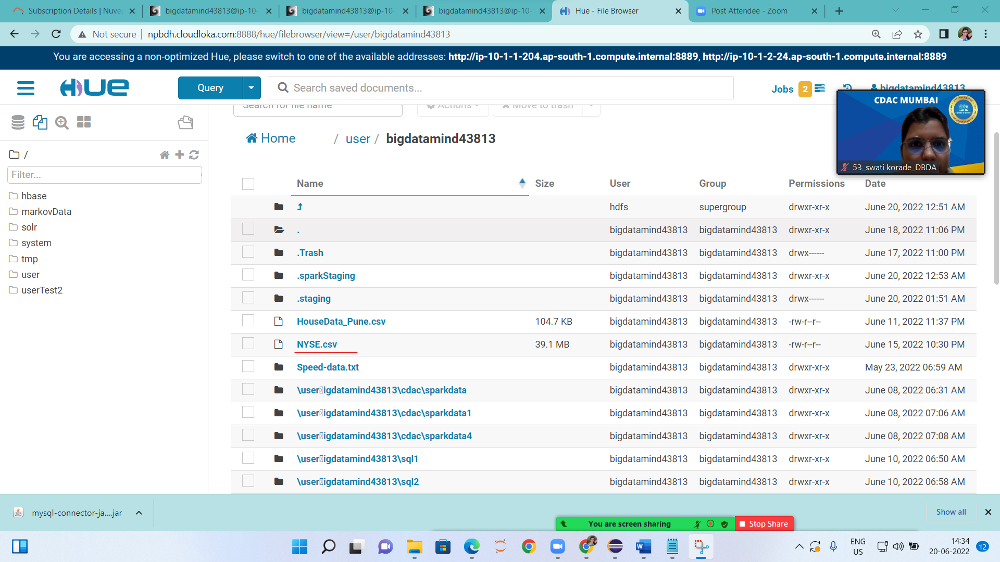 Subscription Details | Nuvep
bigdatamind43813@ip-10-
bigdatamind43813@ip-10-
bigdatamind43813@ip-10-
Hue - File Browser
Post Attendee - Zoom
Not secure
npbdh.cloudloka.com:8888/hue/filebrowser/view=/user/bigdatamind43813
You are accessing a non-optimized Hue, please switch to one of the available addresses: http://ip-10-1-1-204.ap-south-1.compute.internal:8889, http://ip-10-1-2-24.ap-south-1.compute.internal:8889
HUE
Query
Search saved documents...
Jobs 2
bigdatamind43813
CDAC MUMBAI
CDAC
53_swati korade_DBDA
Search for file name
Actions
Move to trash
/
Filter...
hbase
markovData
solr
system
tmp
user
userTest2
Home / user / bigdatamind43813
Name Size User Group Permissions Date
hdfs supergroup drwxr-xr-x June 20, 2022 12:51 AM
. bigdatamind43813 bigdatamind43813 drwxr-xr-x June 18, 2022 11:06 PM
.Trash bigdatamind43813 bigdatamind43813 drwx------ June 17, 2022 11:00 PM
.sparkStaging bigdatamind43813 bigdatamind43813 drwxr-xr-x June 20, 2022 12:53 AM
.staging bigdatamind43813 bigdatamind43813 drwx------ June 20, 2022 01:51 AM
HouseData_Pune.csv 104.7 KB bigdatamind43813 bigdatamind43813 -rw-r--r-- June 11, 2022 11:37 PM
NYSE.csv 39.1 MB bigdatamind43813 bigdatamind43813 -rw-r--r-- June 15, 2022 10:30 PM
Speed-data.txt bigdatamind43813 bigdatamind43813 drwxr-xr-x May 23, 2022 06:59 AM
\user▯igdatamind43813\cdac\sparkdata bigdatamind43813 bigdatamind43813 drwxr-xr-x June 08, 2022 06:31 AM
\user▯igdatamind43813\cdac\sparkdata1 bigdatamind43813 bigdatamind43813 drwxr-xr-x June 08, 2022 07:06 AM
\user▯igdatamind43813\cdac\sparkdata4 bigdatamind43813 bigdatamind43813 drwxr-xr-x June 08, 2022 07:08 AM
\user▯igdatamind43813\sql1 bigdatamind43813 bigdatamind43813 drwxr-xr-x June 10, 2022 06:50 AM
\user▯igdatamind43813\sql2 bigdatamind43813 bigdatamind43813 drwxr-xr-x June 10, 2022 06:58 AM
mysql-connector-ja....jar
Show all
You are screen sharing
Stop Share
ENG
US
14:34
20-06-2022
12